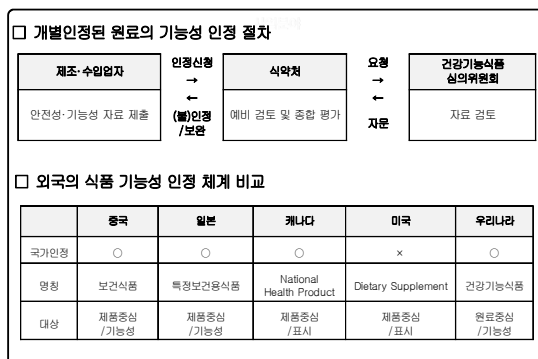 □ 개별인정된 원료의 기능성 인정 절차
제조·수입업자 인정신청 식약처 요청 건강기능식품
→ → 심의위원회
← ←
안전성·기능성 자료 제출 (불)인정 예비 검토 및 종합 평가 자문 자료 검토
/보완
□ 외국의 식품 기능성 인정 체계 비교
중국 일본 캐나다 미국 우리나라
국가인정 ○ ○ ○ × ○
명칭 보건식품 특정보건용식품 National Dietary Supplement 건강기능식품
Health Product
대상 제품중심 제품중심 제품중심 제품중심 원료중심
/기능성 /기능성 /표시 /표시 /기능성